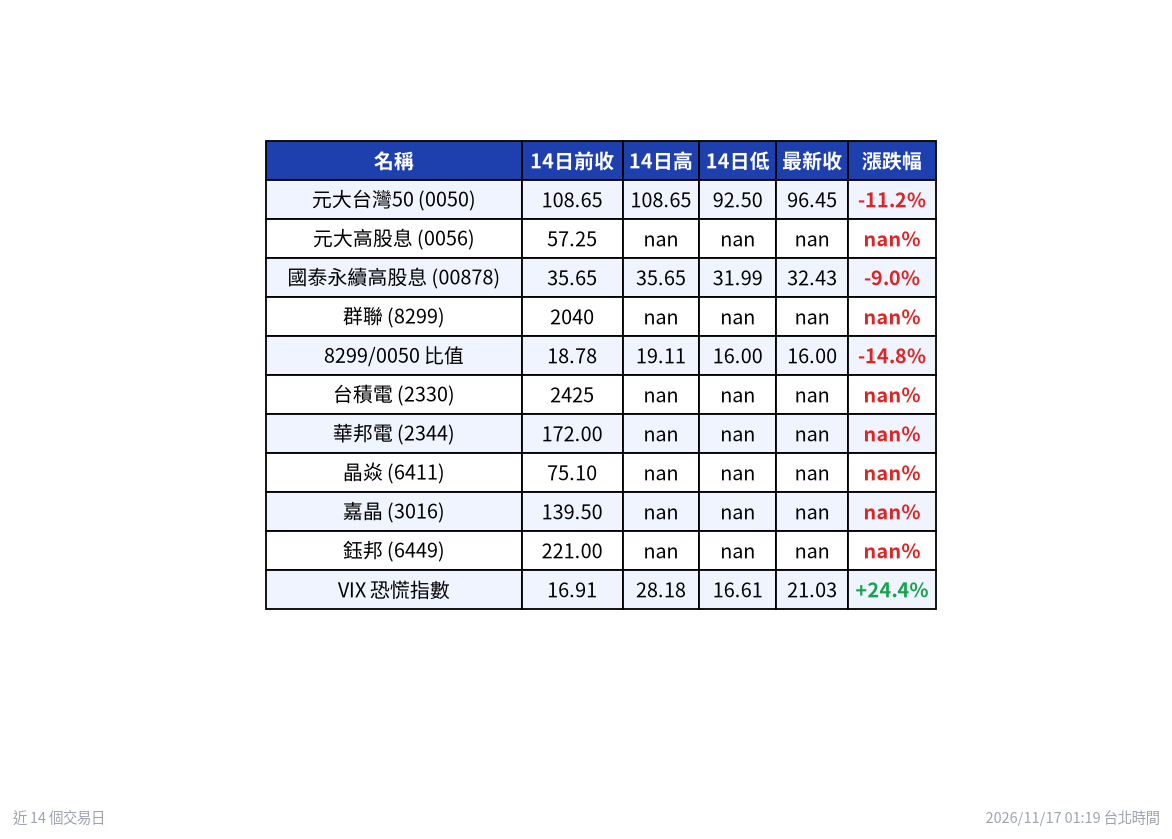 名稱 14日前收 14日高 14日低 最新收 漲跌幅
元大台灣50 (0050) 108.65 108.65 92.50 96.45 -11.2%
元大高股息 (0056) 57.25 nan nan nan nan%
國泰永續高股息 (00878) 35.65 35.65 31.99 32.43 -9.0%
群聯 (8299) 2040 nan nan nan nan%
8299/0050 比值 18.78 19.11 16.00 16.00 -14.8%
台積電 (2330) 2425 nan nan nan nan%
華邦電 (2344) 172.00 nan nan nan nan%
晶焱 (6411) 75.10 nan nan nan nan%
嘉晶 (3016) 139.50 nan nan nan nan%
鈺邦 (6449) 221.00 nan nan nan nan%
VIX 恐慌指數 16.91 28.18 16.61 21.03 +24.4%
近 14 個交易日
2026/11/17 01:19 台北時間